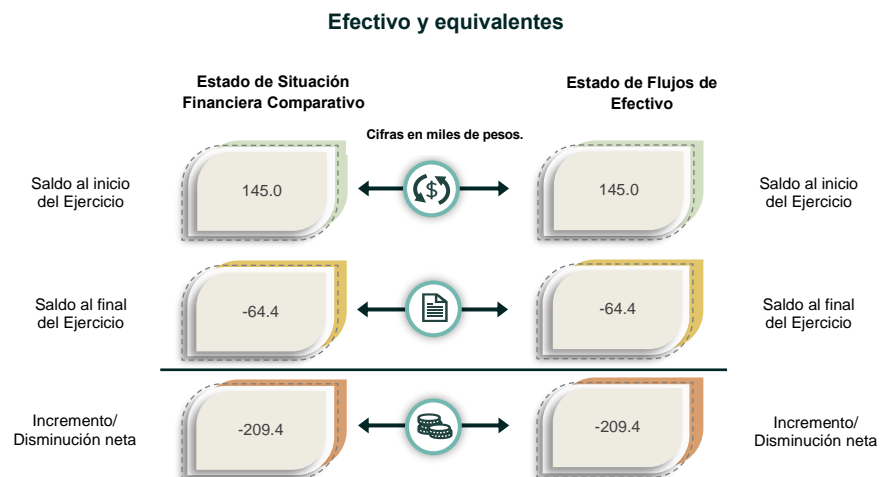 Efectivo y equivalentes
Estado de Situación
Financiera Comparativo
Estado de Flujos de
Efectivo
Cifras en miles de pesos.
Saldo al inicio
del Ejercicio
145.0
$
145.0
Saldo al inicio
del Ejercicio
Saldo al final
del Ejercicio
-64.4
-64.4
Saldo al final
del Ejercicio
Incremento/
Disminución neta
-209.4
-209.4
Incremento/
Disminución neta